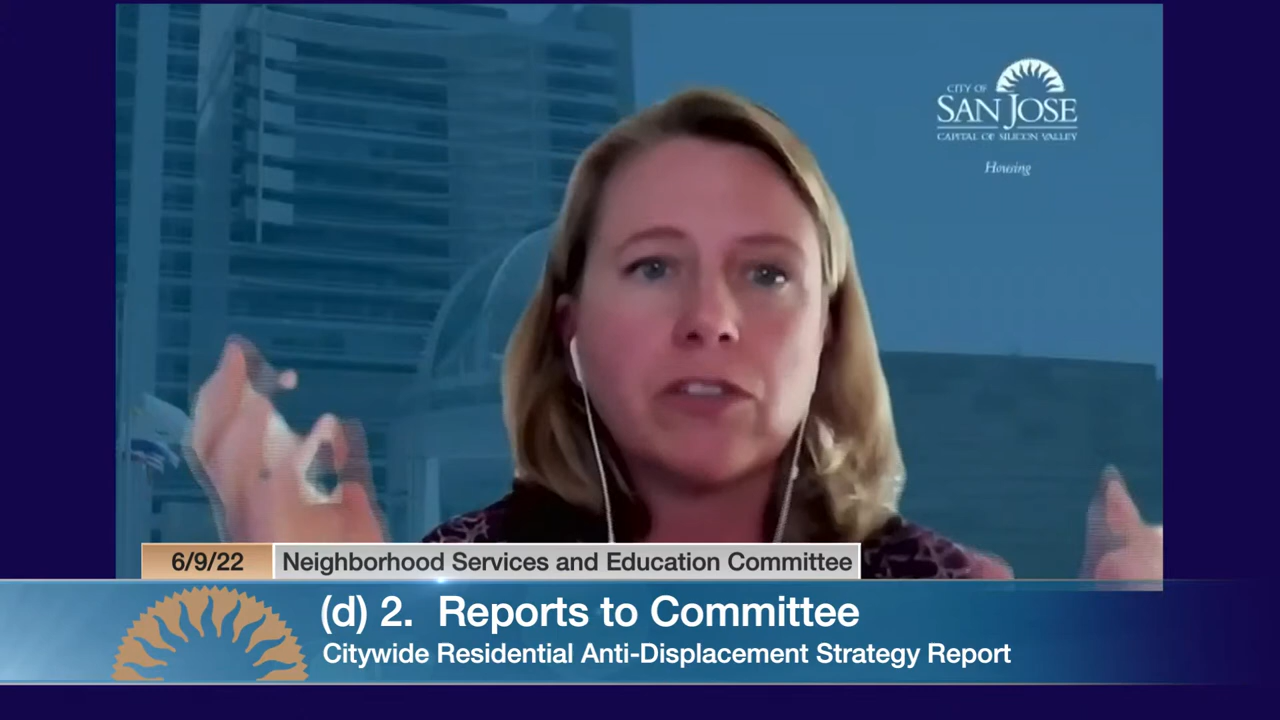 CITY OF
SAN JOSE
CAPITAL OF SILICON VALLEY
Housing
6/9/22 Neighborhood Services and Education Committee
(d) 2. Reports to Committee
Citywide Residential Anti-Displacement Strategy Report